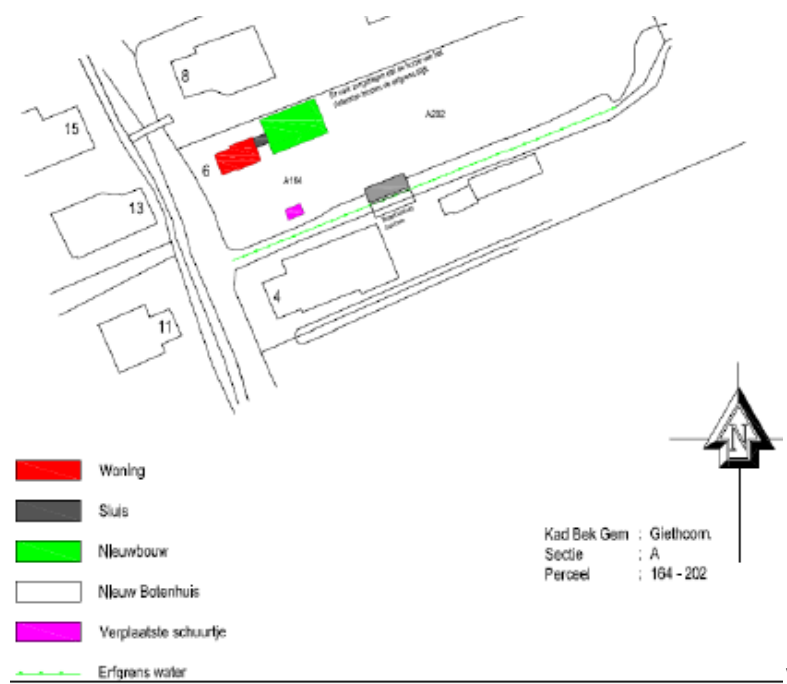 8
15
A202
6
A164
13
4
11
N
Woning
Sluis
Nieuwbouw
Nieuw Botenhuis
Verplaatste schuurtje
Erfgrens water
Kad Bek Gem : Giethoorn.
Sectie : A
Perceel : 164 - 202